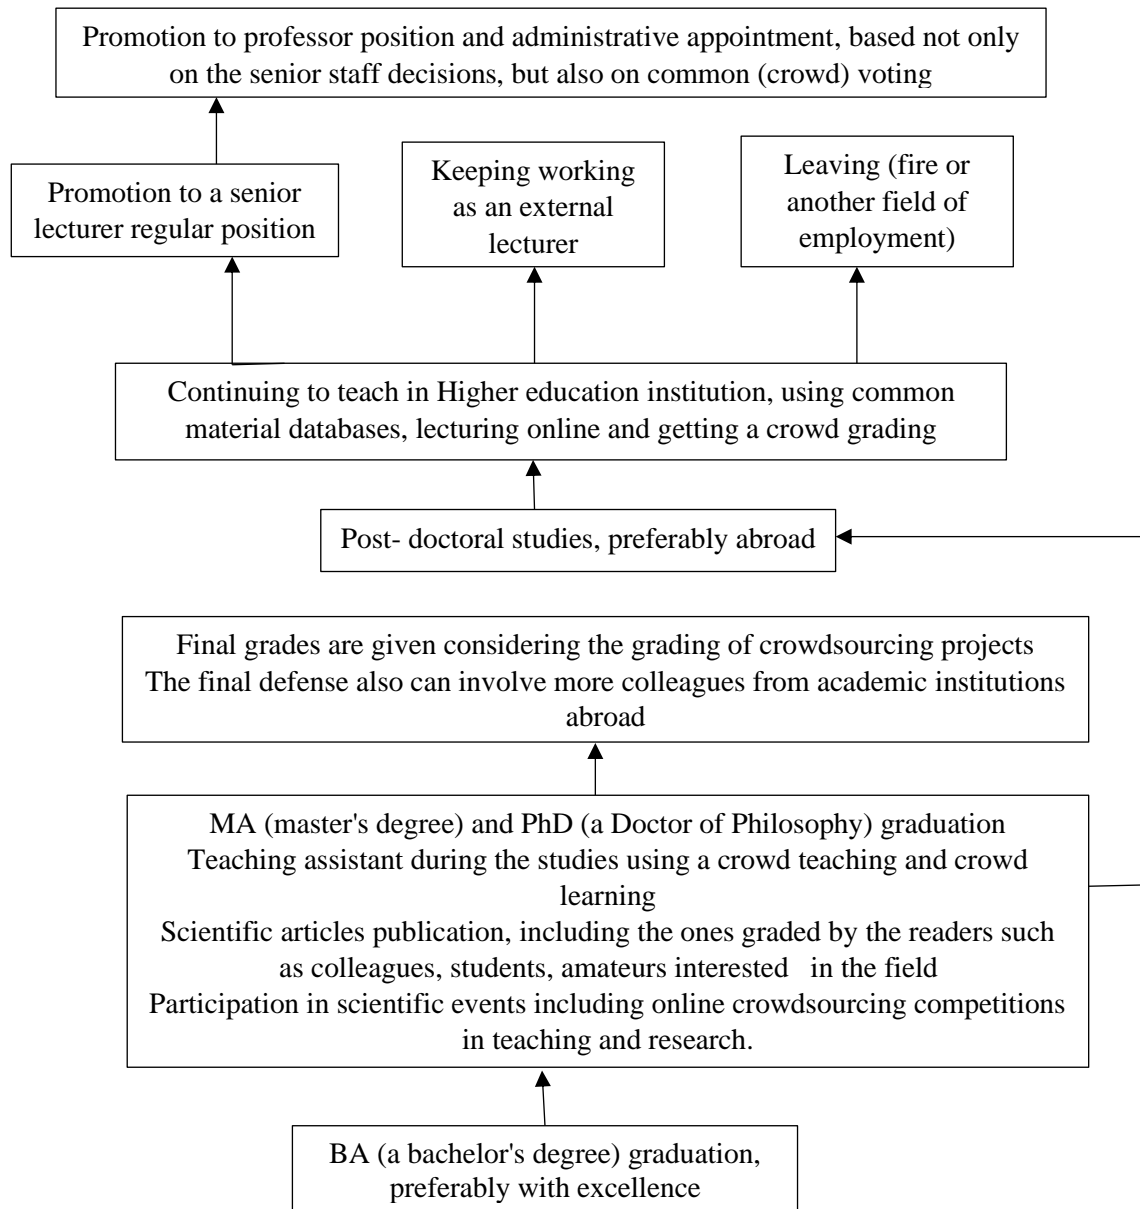 Promotion to professor position and administrative appointment, based not only
on the senior staff decisions, but also on common (crowd) voting
Promotion to a senior
lecturer regular position
Keeping working
as an external
lecturer
Leaving (fire or
another field of
employment)
Continuing to teach in Higher education institution, using common
material databases, lecturing online and getting a crowd grading
Post- doctoral studies, preferably abroad
Final grades are given considering the grading of crowdsourcing projects
The final defense also can involve more colleagues from academic institutions
abroad
MA (master's degree) and PhD (a Doctor of Philosophy) graduation
Teaching assistant during the studies using a crowd teaching and crowd
learning
Scientific articles publication, including the ones graded by the readers such
as colleagues, students, amateurs interested in the field
Participation in scientific events including online crowdsourcing competitions
in teaching and research.
BA (a bachelor's degree) graduation,
preferably with excellence